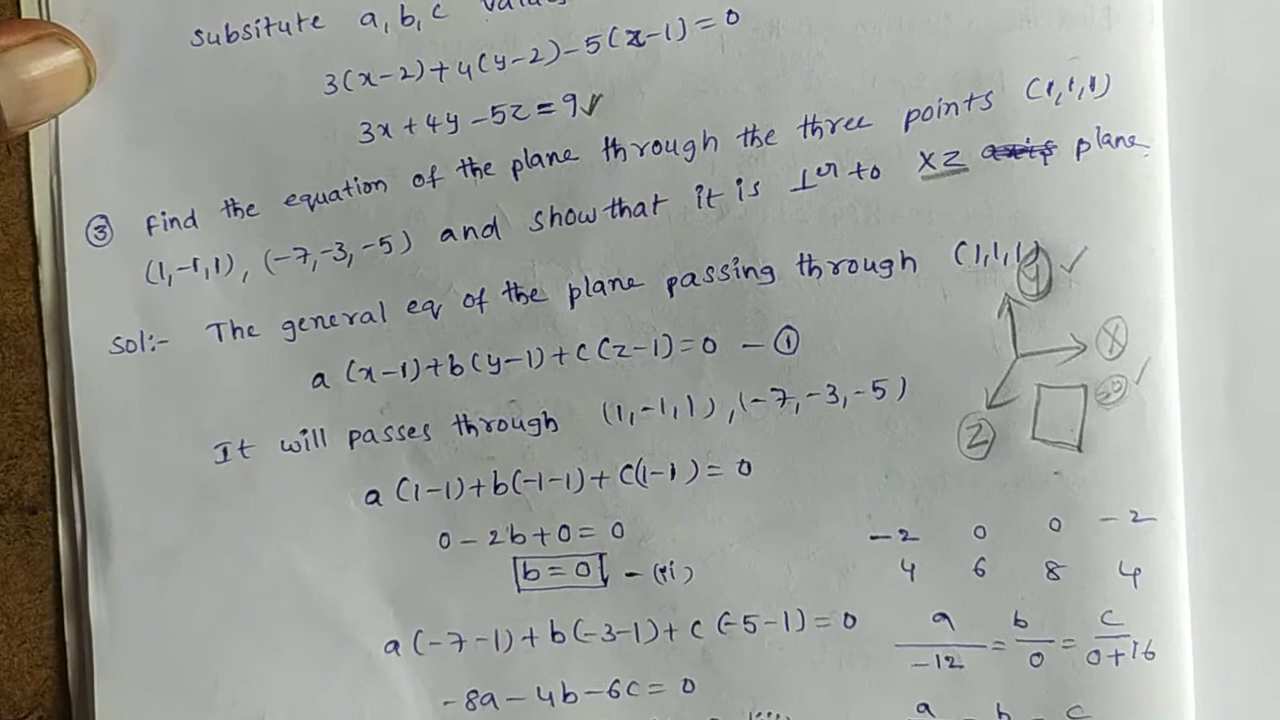 subsitute a, b, c
3(x-2)+4(y-2)-5(z-1)=0
3x+4y-5z=9✓
③ Find the equation of the plane through the three points (1,1,1)
(1,-1,1), (-7,-3,-5) and show that it is ⊥er to XZ plane.
Sol:- The general eq of the plane passing through (1,1,1)
a(x-1)+b(y-1)+c(z-1)=0 - ①
It will passes through (1,-1,1), (-7,-3,-5)
a(1-1)+b(-1-1)+c(1-1)=0
0-2b+0=0
b=0 - (ii)
a(-7-1)+b(-3-1)+c(-5-1)=0
-8a-4b-6c=0
y ✓
X
Z
-2 0 0 -2
4 6 8 4
a/-12 = b/0 = c/0+16
a b c